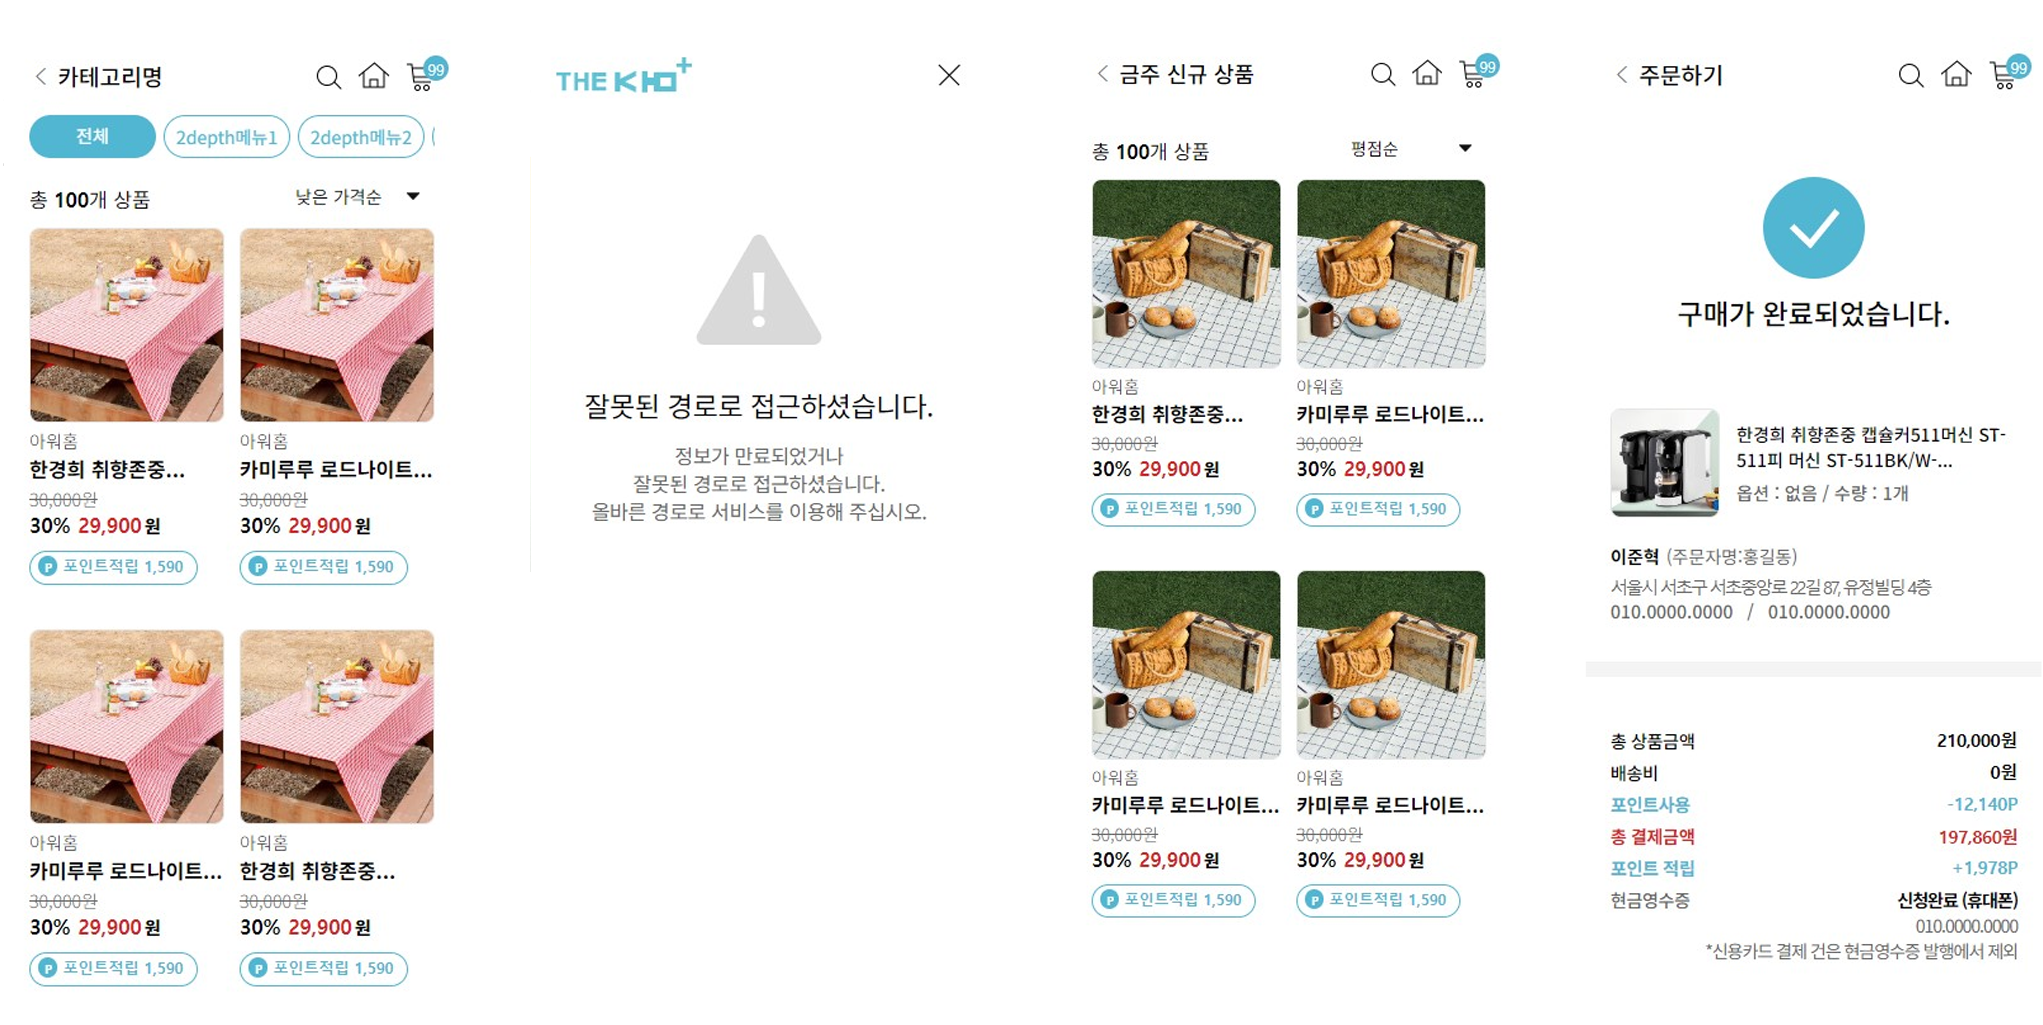 카테고리명
99
전체
2depth메뉴1
2depth메뉴2
총 100개 상품
낮은 가격순
아워홈
한경희 취향존중...
30,000원
30% 29,900원
P 포인트적립 1,590
아워홈
카미루루 로드나이트...
30,000원
30% 29,900원
P 포인트적립 1,590
아워홈
카미루루 로드나이트...
30,000원
30% 29,900원
P 포인트적립 1,590
아워홈
한경희 취향존중...
30,000원
30% 29,900원
P 포인트적립 1,590
THE K
잘못된 경로로 접근하셨습니다.
정보가 만료되었거나
잘못된 경로로 접근하셨습니다.
올바른 경로로 서비스를 이용해 주십시오.
금주 신규 상품
99
총 100개 상품
평점순
아워홈
한경희 취향존중...
30,000원
30% 29,900원
P 포인트적립 1,590
아워홈
카미루루 로드나이트...
30,000원
30% 29,900원
P 포인트적립 1,590
아워홈
카미루루 로드나이트...
30,000원
30% 29,900원
P 포인트적립 1,590
아워홈
카미루루 로드나이트...
30,000원
30% 29,900원
P 포인트적립 1,590
주문하기
99
구매가 완료되었습니다.
한경희 취향존중 캡슐커511머신 ST-
511피 머신 ST-511BK/W-...
옵션 : 없음 / 수량 : 1개
이준혁 (주문자명:홍길동)
서울시 서초구 서초중앙로 22길 87, 유정빌딩 4층
010.0000.0000 / 010.0000.0000
총 상품금액 210,000원
배송비 0원
포인트사용 -12,140P
총 결제금액 197,860원
포인트 적립 +1,978P
현금영수증 신청완료 (휴대폰)
010.0000.0000
*신용카드 결제 건은 현금영수증 발행에서 제외